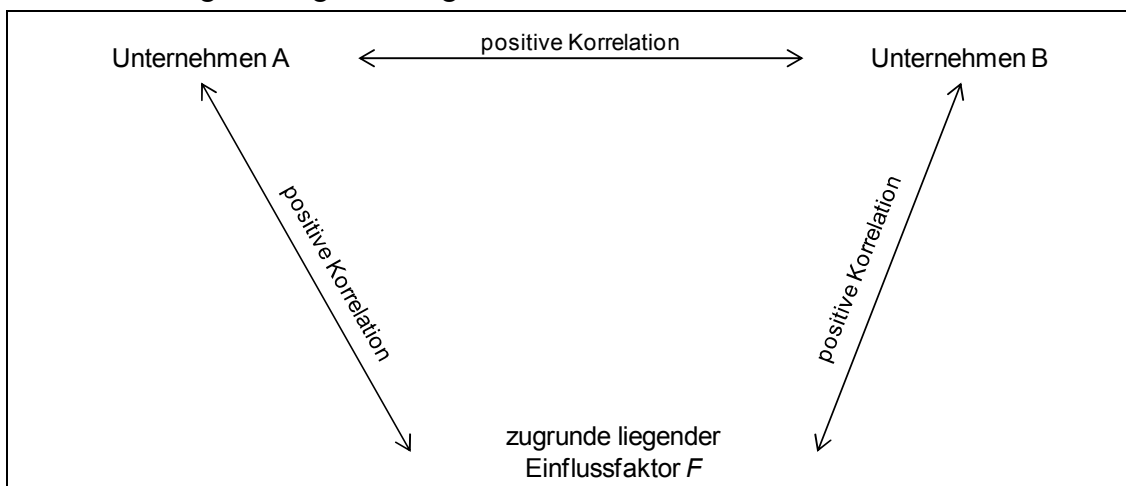 positive Korrelation
Unternehmen A
Unternehmen B
positive Korrelation
positive Korrelation
zugrunde liegender
Einflussfaktor F